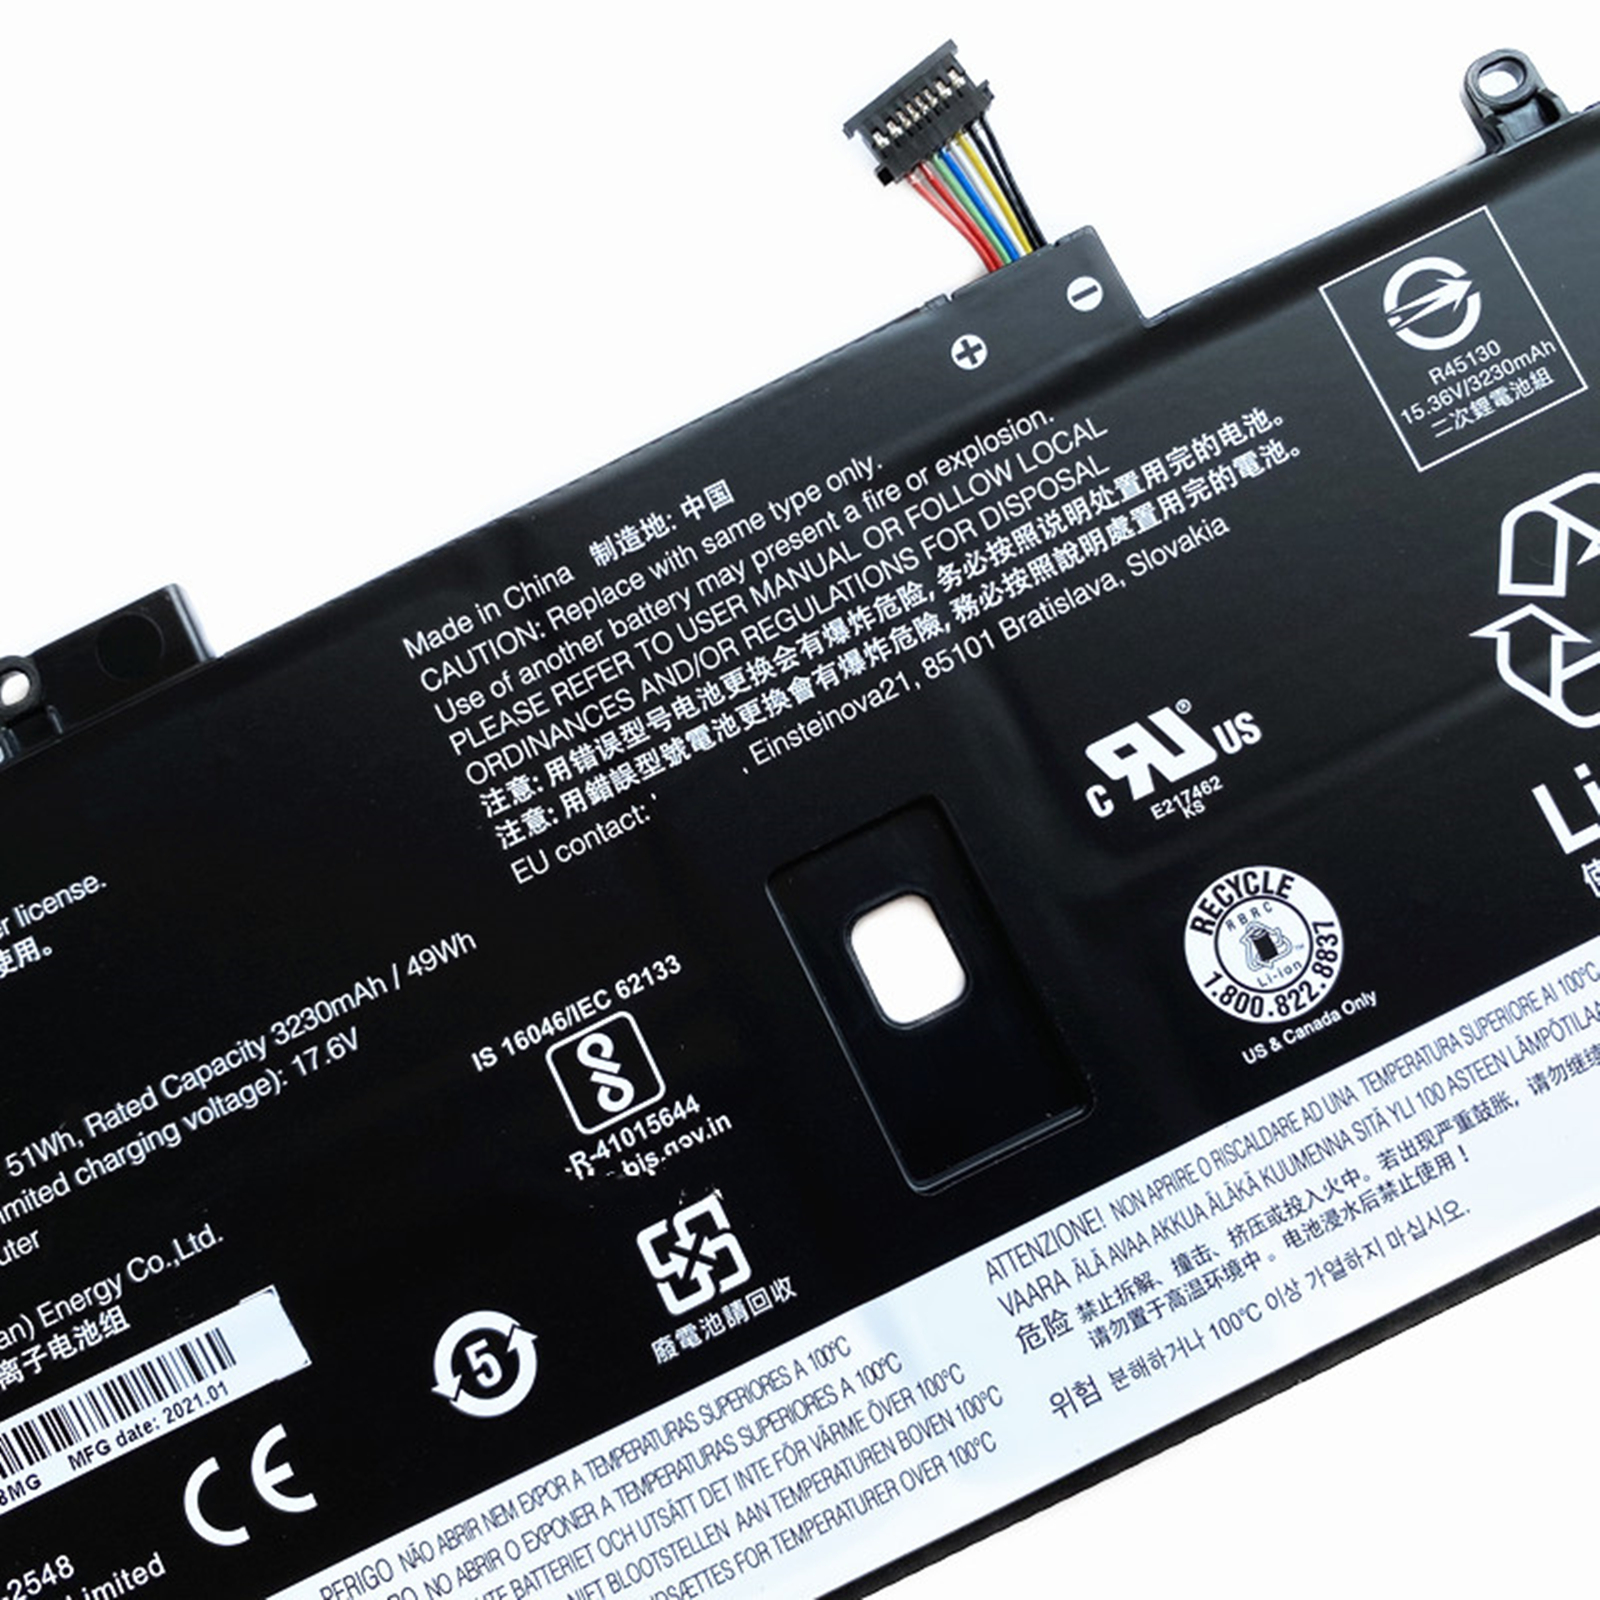 Made in China 制造地: 中国
CAUTION: Replace with same type only.
Use of another battery may present a fire or explosion.
PLEASE REFER TO USER MANUAL OR FOLLOW LOCAL
ORDINANCES AND/OR REGULATIONS FOR DISPOSAL
注意: 用错误型号电池更换会有爆炸危险, 务必按照说明处置用完的电池。
注意: 用錯誤型號電池更換會有爆炸危險, 務必按照說明處置用完的電池。
EU contact: , Einsteinova21, 85101 Bratislava, Slovakia
R45130
15.36V/3230mAh
二次鋰電池組
C RU ® US
E217462
KS
Li
RECYCLE
RBRC
Li-ion
1.800.822.8837
US & Canada Only
r license.
使用。
51Wh, Rated Capacity 3230mAh / 49Wh
mited charging voltage): 17.6V
uter
an) Energy Co.,Ltd.
离子电池组
8MG MFG date: 2021.01
-2548
Limited
CE
IS 16046/IEC 62133
R-41015644
bis.gov.in
5
廢電池請回收
PERIGO NÃO ABRIR NEM EXPOR A TEMPERATURAS SUPERIORES A 100°C
NO ABRIR O EXPONER A TEMPERATURAS SUPERIORES A 100°C
BATTERIET OCH UTSÄTT DET INTE FÖR VÄRME ÖVER 100°C
NIET BLOOTSTELLEN AAN TEMPERATUREN BOVEN 100°C
DSÆTTES FOR TEMPERATURER OVER 100°C
ATTENZIONE! NON APRIRE O RISCALDARE AD UNA TEMPERATURA SUPERIORE AI 100°C
VAARA ÄLÄ AVAA AKKUA ÄLÄKÄ KUUMENNA SITÄ YLI 100 ASTEEN LÄMPÖTILAA
危险 禁止拆解、撞击、挤压或投入火中。若出现严重鼓胀，请勿继续
请勿置于高温环境中。电池浸水后禁止使用！
위험 분해하거나 100°C 이상 가열하지 마십시오.